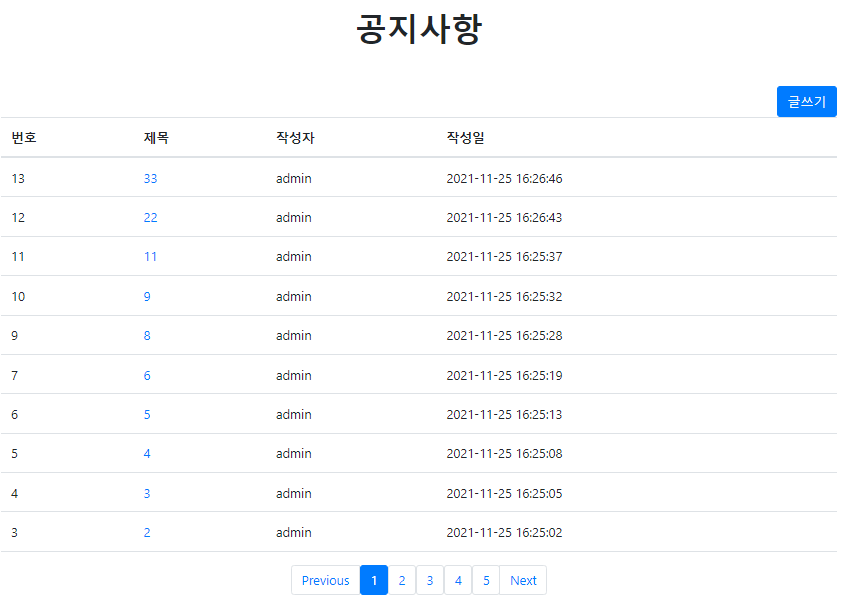 공지사항
글쓰기
번호 제목 작성자 작성일
13 33 admin 2021-11-25 16:26:46
12 22 admin 2021-11-25 16:26:43
11 11 admin 2021-11-25 16:25:37
10 9 admin 2021-11-25 16:25:32
9 8 admin 2021-11-25 16:25:28
7 6 admin 2021-11-25 16:25:19
6 5 admin 2021-11-25 16:25:13
5 4 admin 2021-11-25 16:25:08
4 3 admin 2021-11-25 16:25:05
3 2 admin 2021-11-25 16:25:02
Previous 1 2 3 4 5 Next